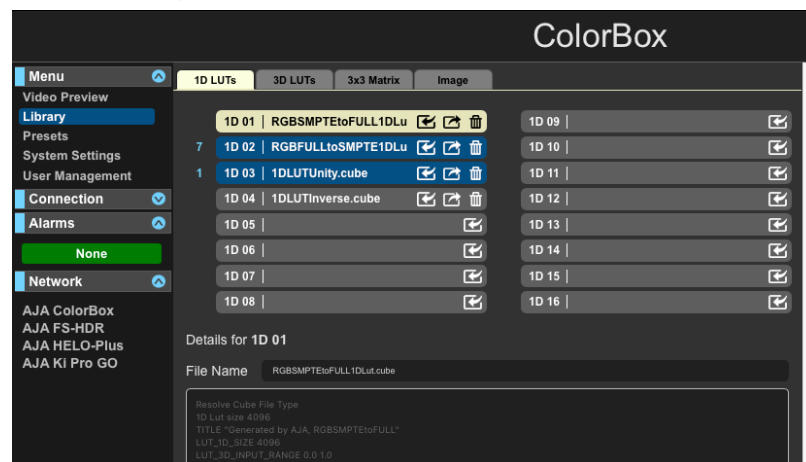 ColorBox
Menu
Video Preview
Library
Presets
System Settings
User Management
Connection
Alarms
None
Network
AJA ColorBox
AJA FS-HDR
AJA HELO-Plus
AJA Ki Pro GO
1D LUTs 3D LUTs 3x3 Matrix Image
1D 01 | RGBSMPTEtoFULL1DLu
7 1D 02 | RGBFULLtoSMPTE1DLu
1 1D 03 | 1DLUTUnity.cube
1D 04 | 1DLUTInverse.cube
1D 05 |
1D 06 |
1D 07 |
1D 08 |
1D 09 |
1D 10 |
1D 11 |
1D 12 |
1D 13 |
1D 14 |
1D 15 |
1D 16 |
Details for 1D 01
File Name RGBSMPTEtoFULL1DLut.cube
Resolve Cube File Type
1D Lut size 4096
TITLE "Generated by AJA, RGBSMPTEtoFULL"
LUT_1D_SIZE 4096
LUT_3D_INPUT_RANGE 0.0 1.0